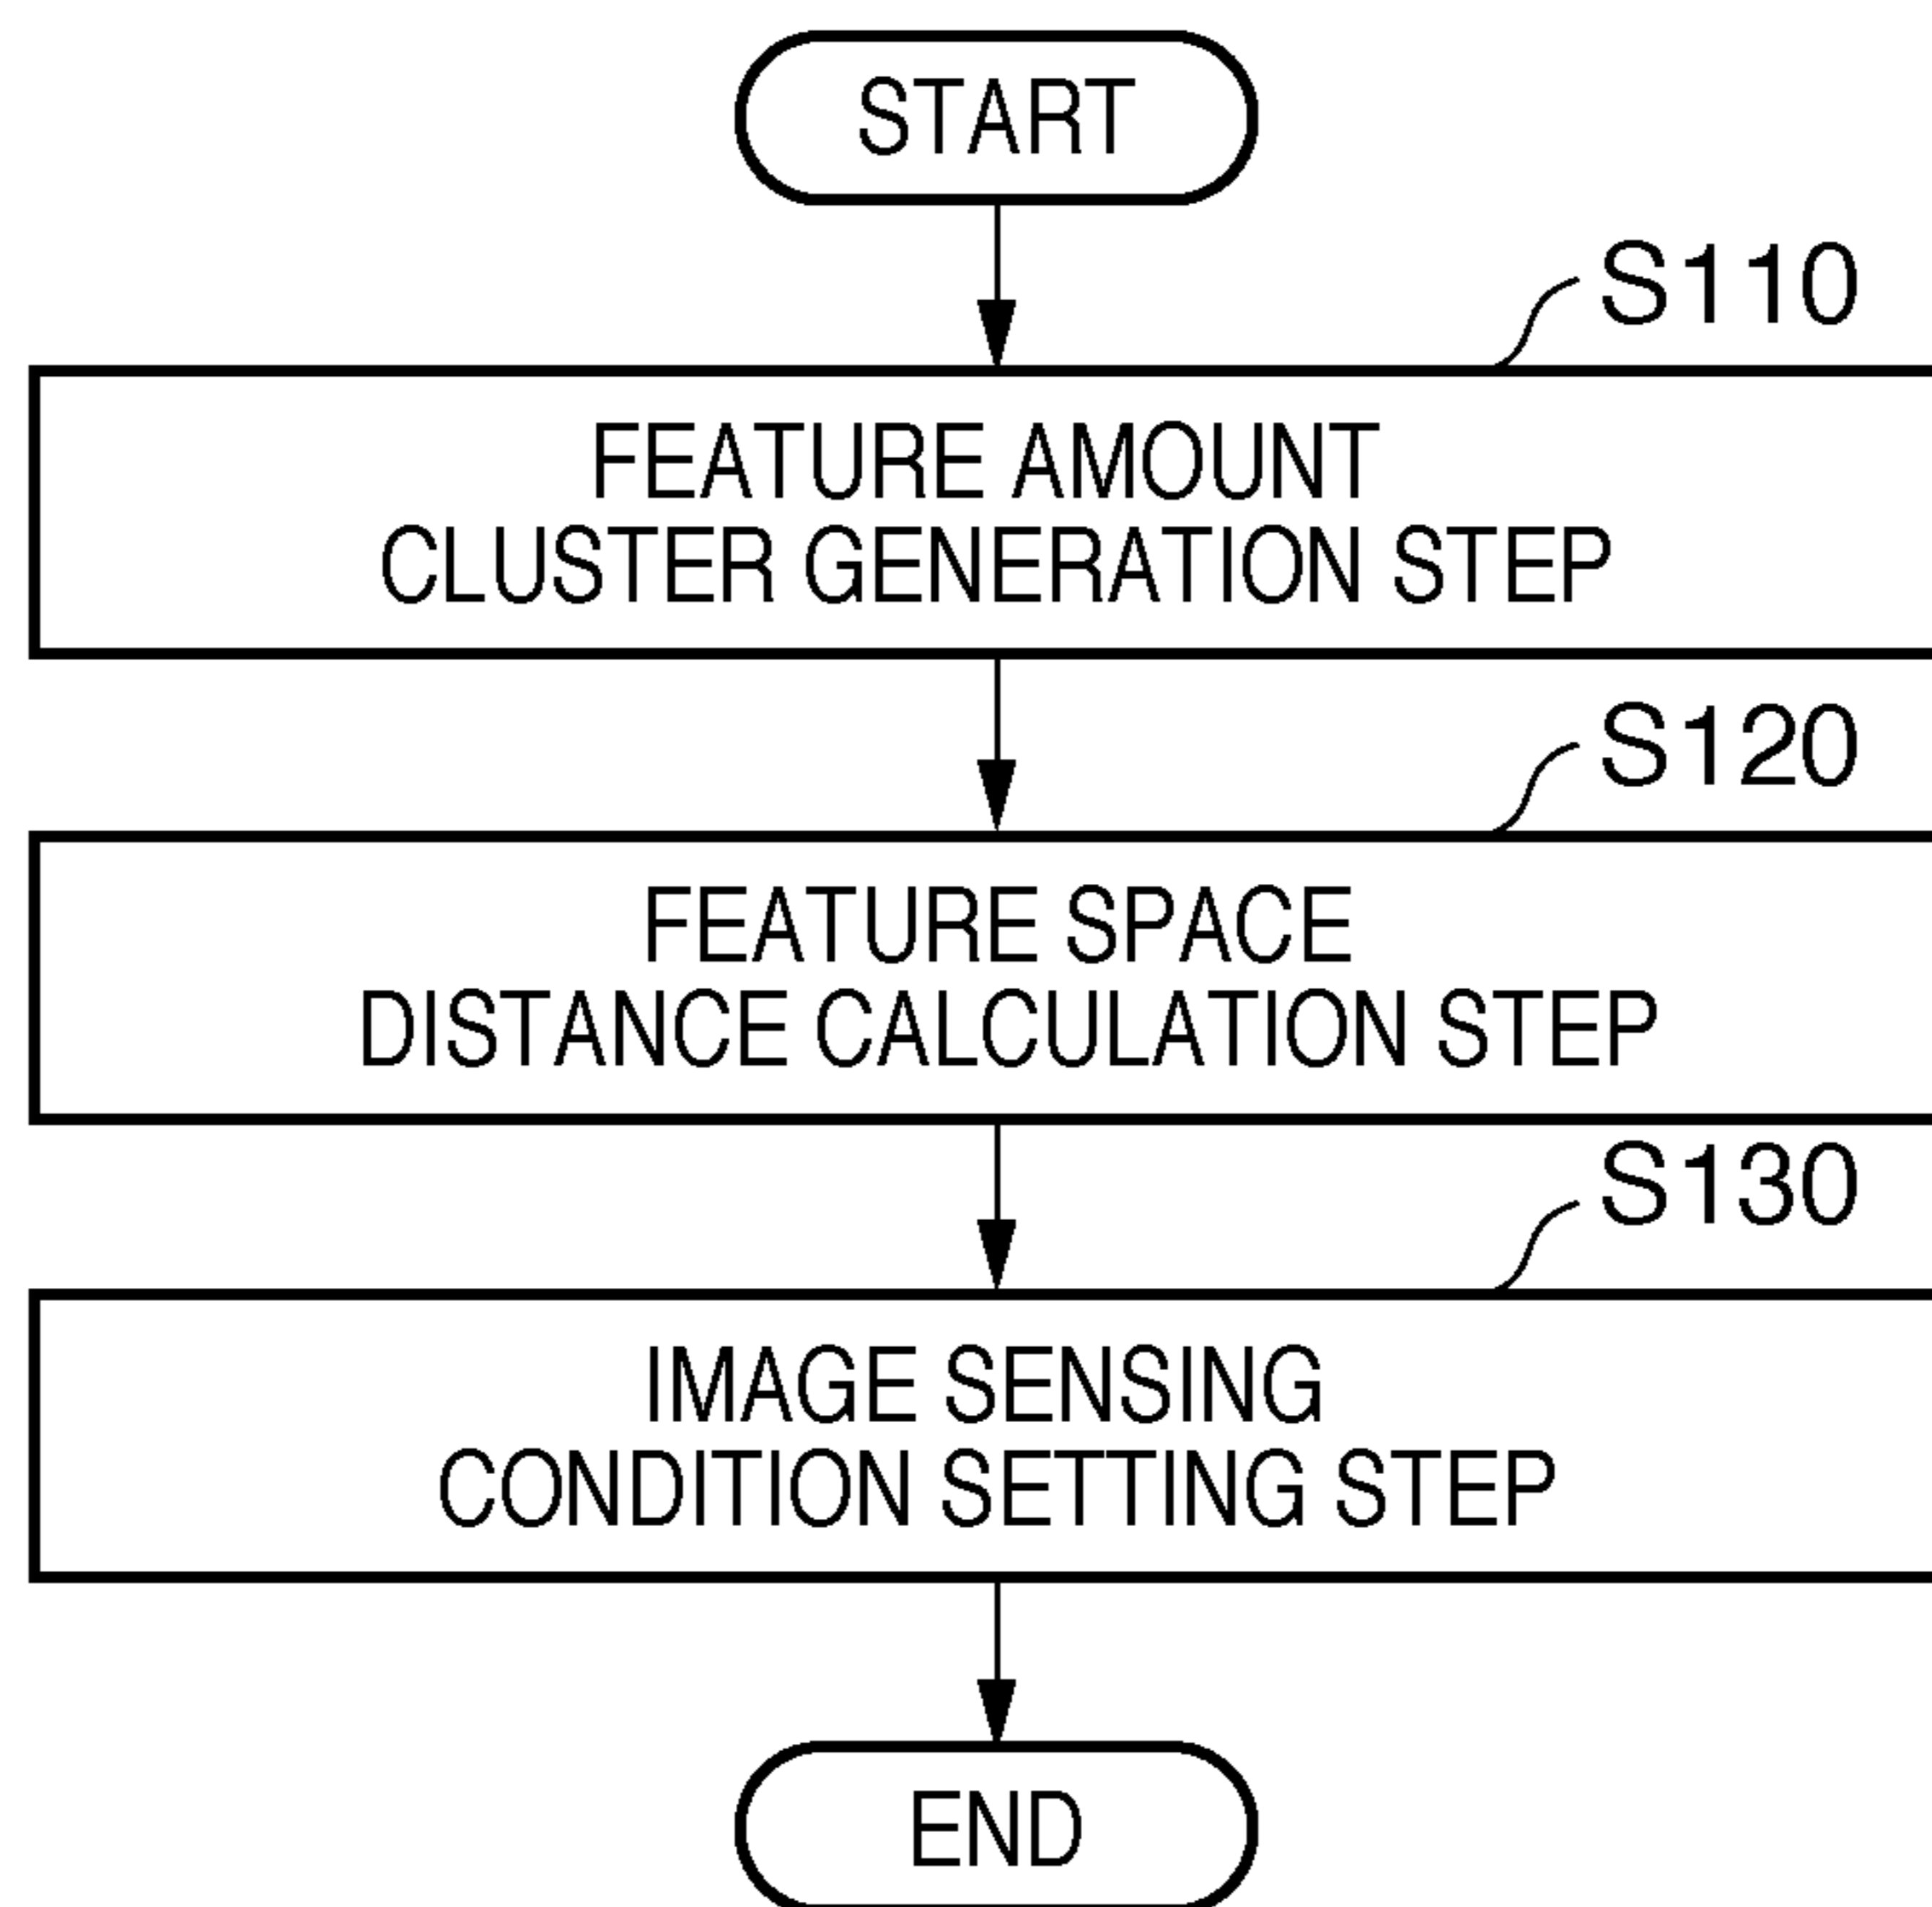 START
S110
FEATURE AMOUNT
CLUSTER GENERATION STEP
S120
FEATURE SPACE
DISTANCE CALCULATION STEP
S130
IMAGE SENSING
CONDITION SETTING STEP
END